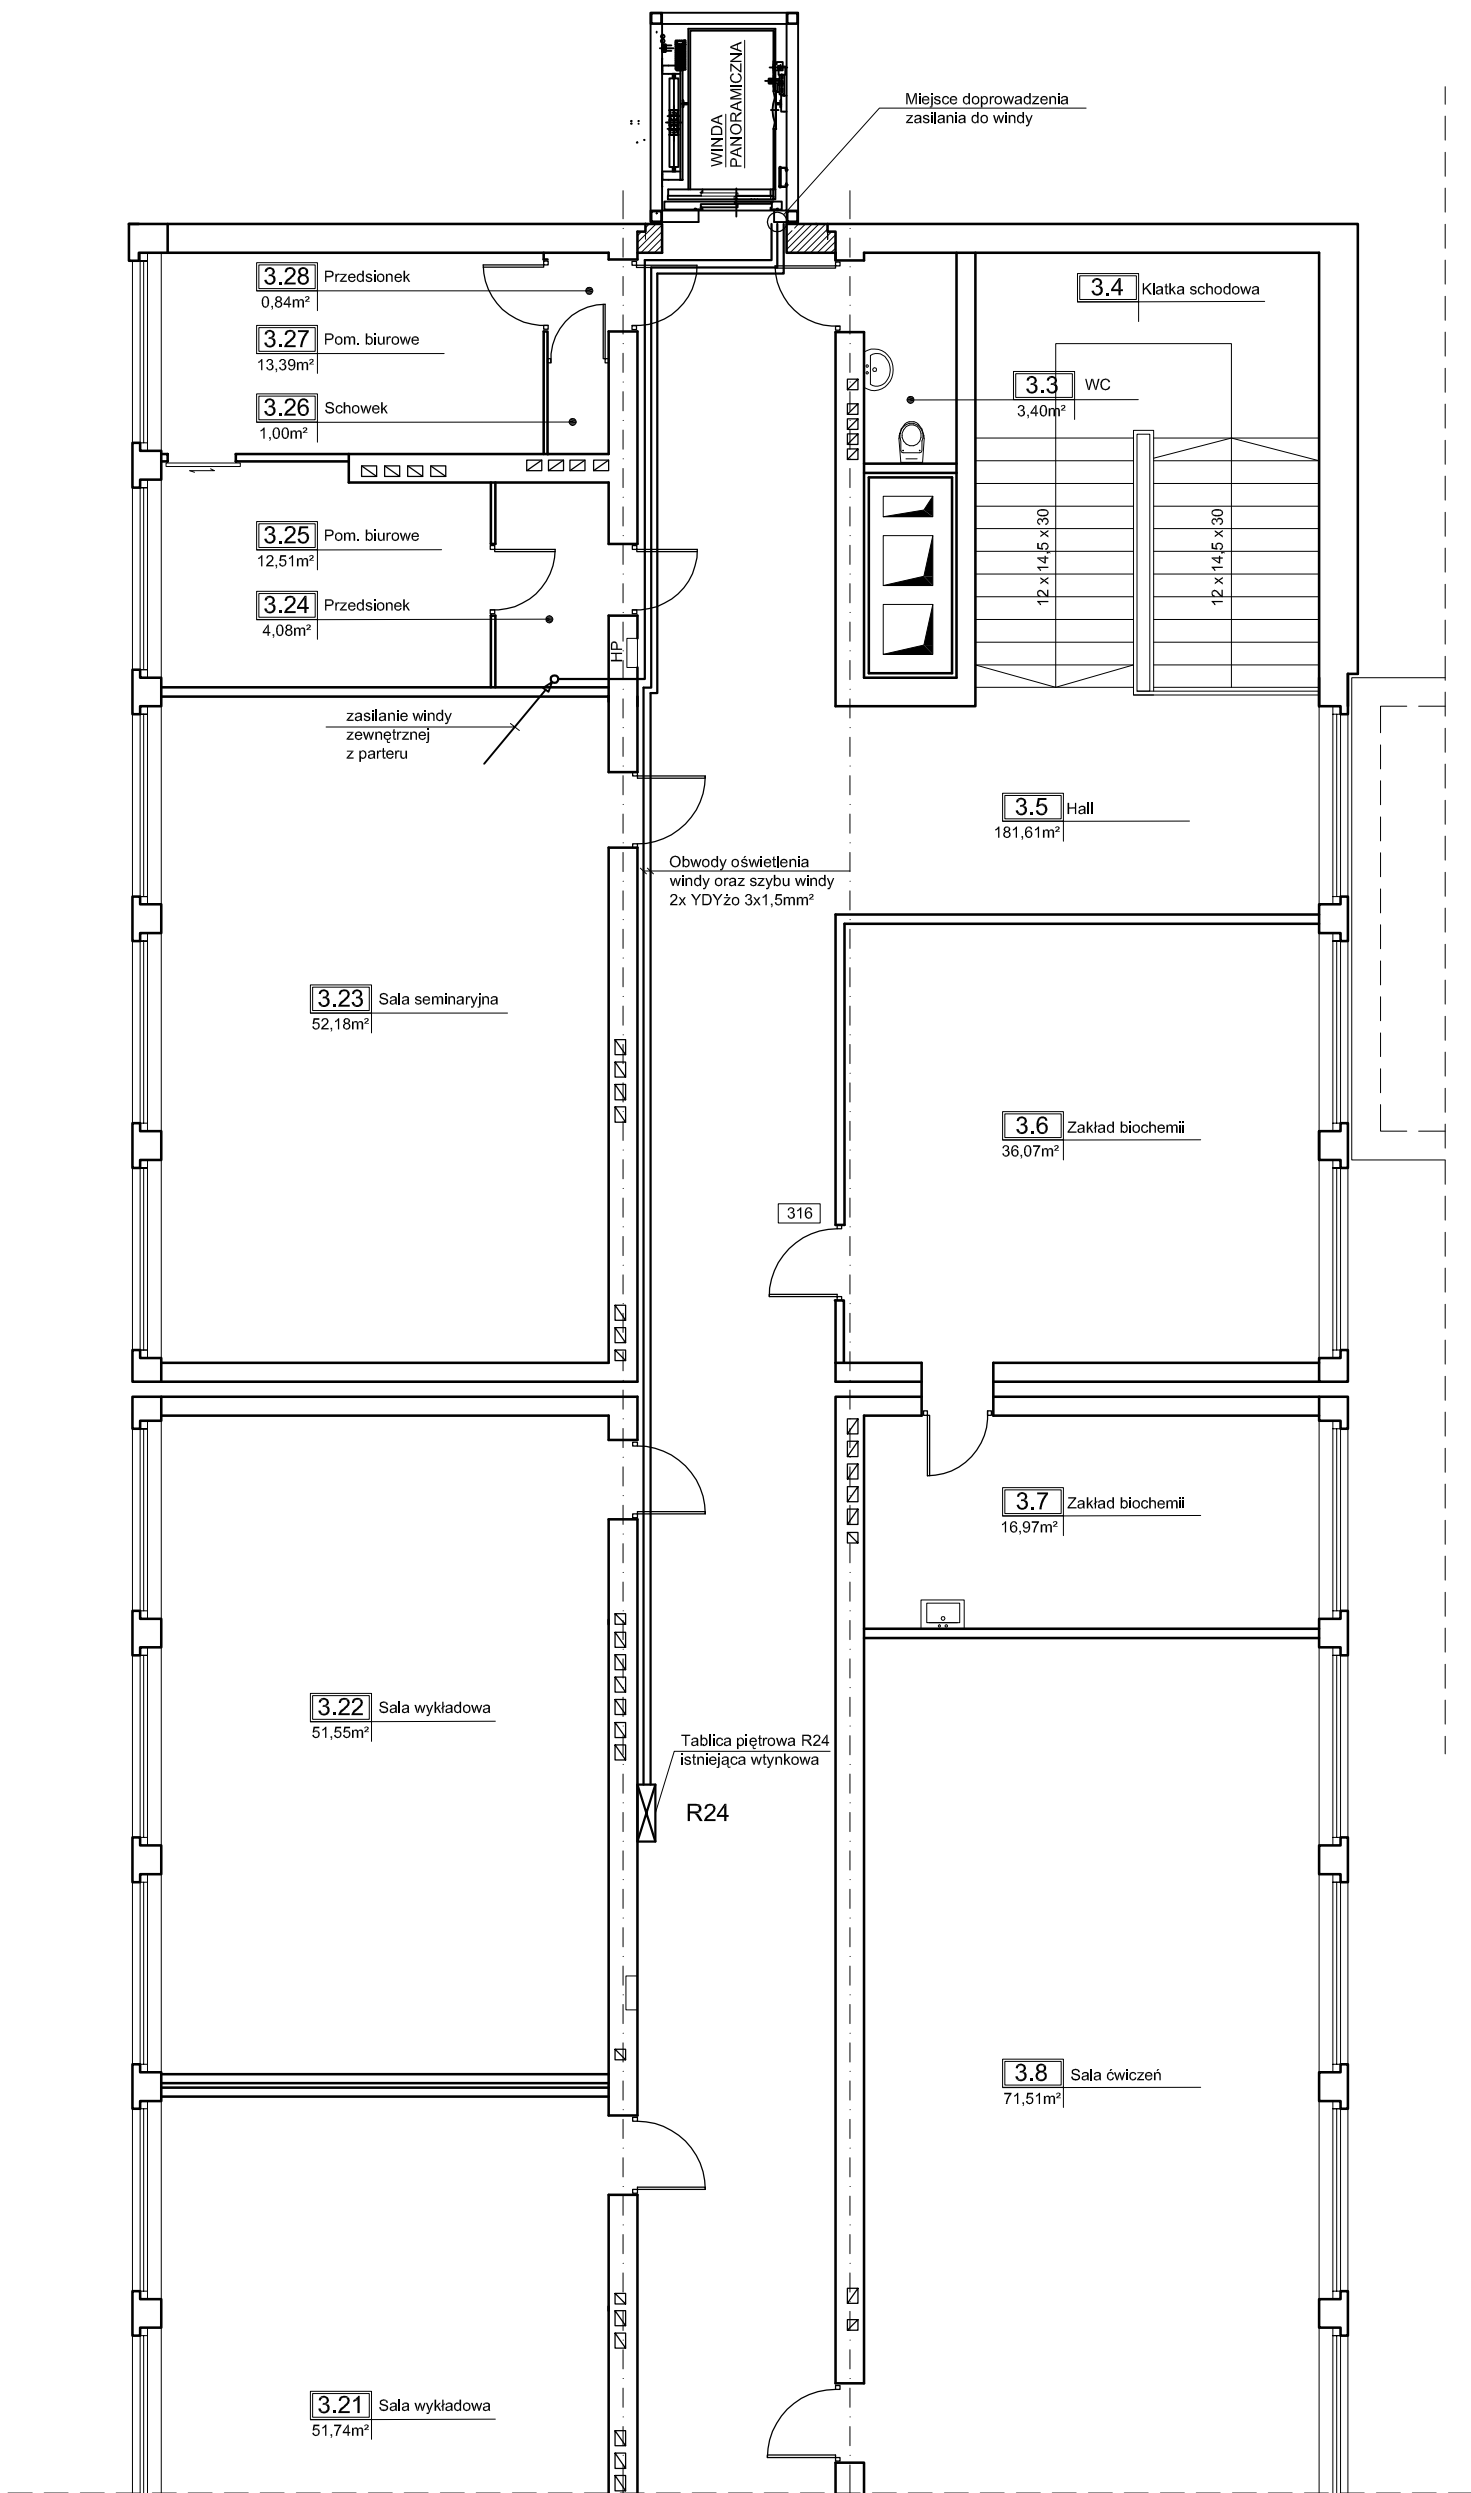 WINDA
PANORAMICZNA
Miejsce doprowadzenia
zasilania do windy
3.28 Przedsionek
0,84m²
3.27 Pom. biurowe
13,39m²
3.26 Schowek
1,00m²
3.4 Klatka schodowa
3.3 WC
3,40m²
3.25 Pom. biurowe
12,51m²
3.24 Przedsionek
4,08m²
12 x 14,5 x 30
12 x 14,5 x 30
HP
zasilanie windy
zewnętrznej
z parteru
3.5 Hall
181,61m²
Obwody oświetlenia
windy oraz szybu windy
2x YDYżo 3x1,5mm²
3.23 Sala seminaryjna
52,18m²
3.6 Zakład biochemii
36,07m²
316
3.7 Zakład biochemii
16,97m²
3.22 Sala wykładowa
51,55m²
Tablica piętrowa R24
istniejąca wtynkowa
R24
3.8 Sala ćwiczeń
71,51m²
3.21 Sala wykładowa
51,74m²